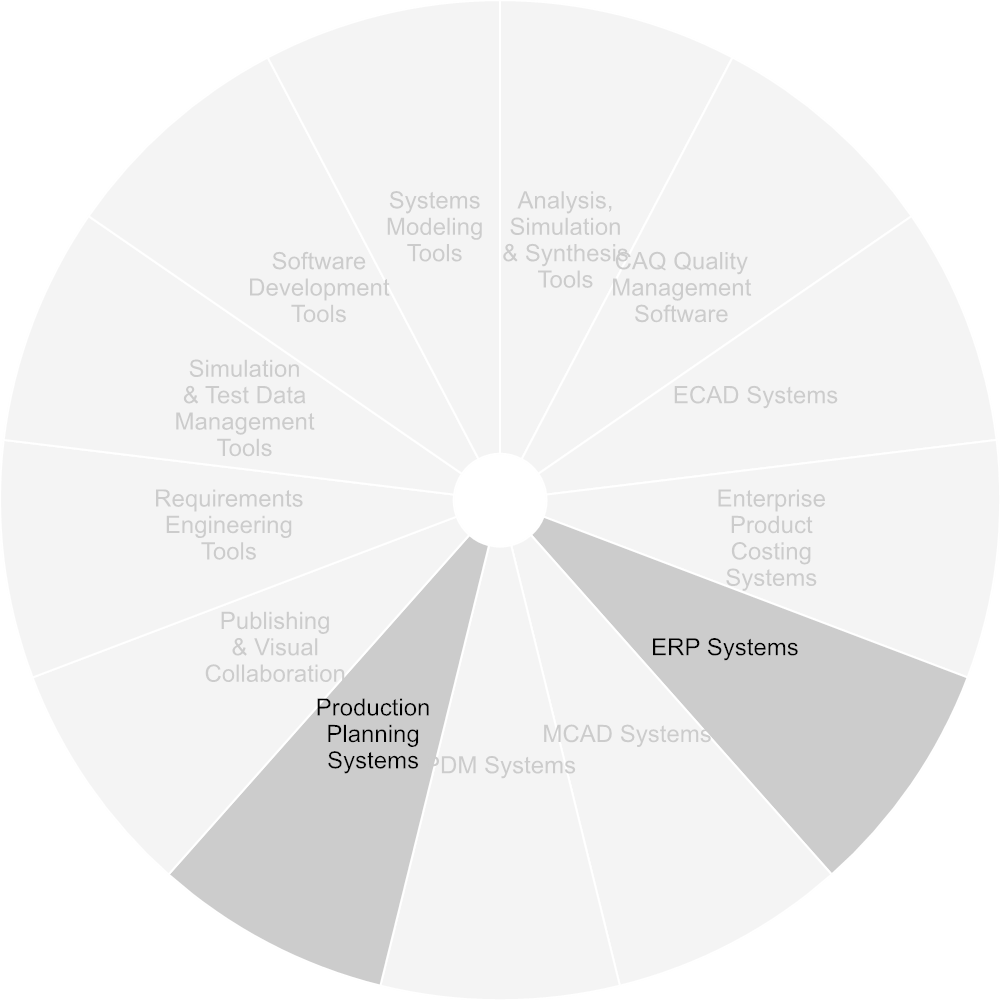 Systems
Modeling
Tools
Analysis,
Simulation
& Synthesis
Tools
CAQ Quality
Management
Software
ECAD Systems
Enterprise
Product
Costing
Systems
ERP Systems
MCAD Systems
PDM Systems
Production
Planning
Systems
Publishing
& Visual
Collaboration
Requirements
Engineering
Tools
Simulation
& Test Data
Management
Tools
Software
Development
Tools